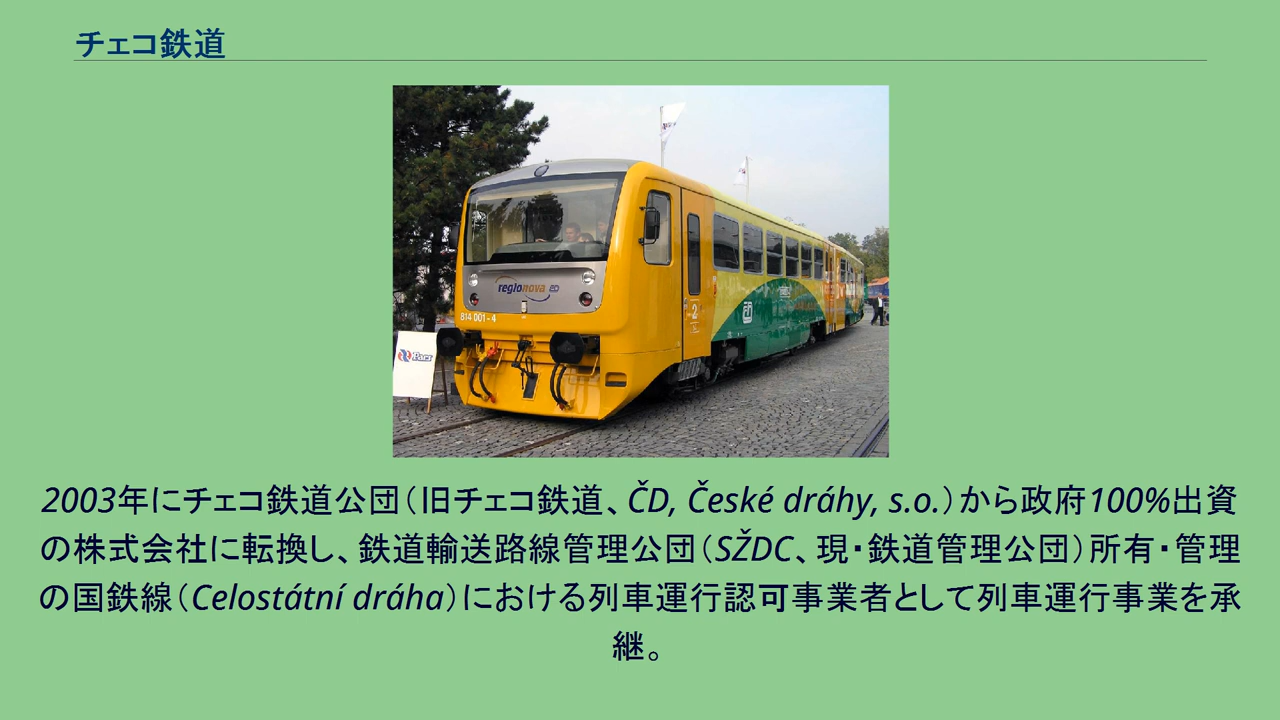 チェコ鉄道
regionova
814 001-4
2
2003年にチェコ鉄道公団（旧チェコ鉄道、ČD, České dráhy, s.o.）から政府100%出資
の株式会社に転換し、鉄道輸送路線管理公団（SŽDC、現・鉄道管理公団）所有・管理
の国鉄線（Celostátní dráha）における列車運行認可事業者として列車運行事業を承
継。